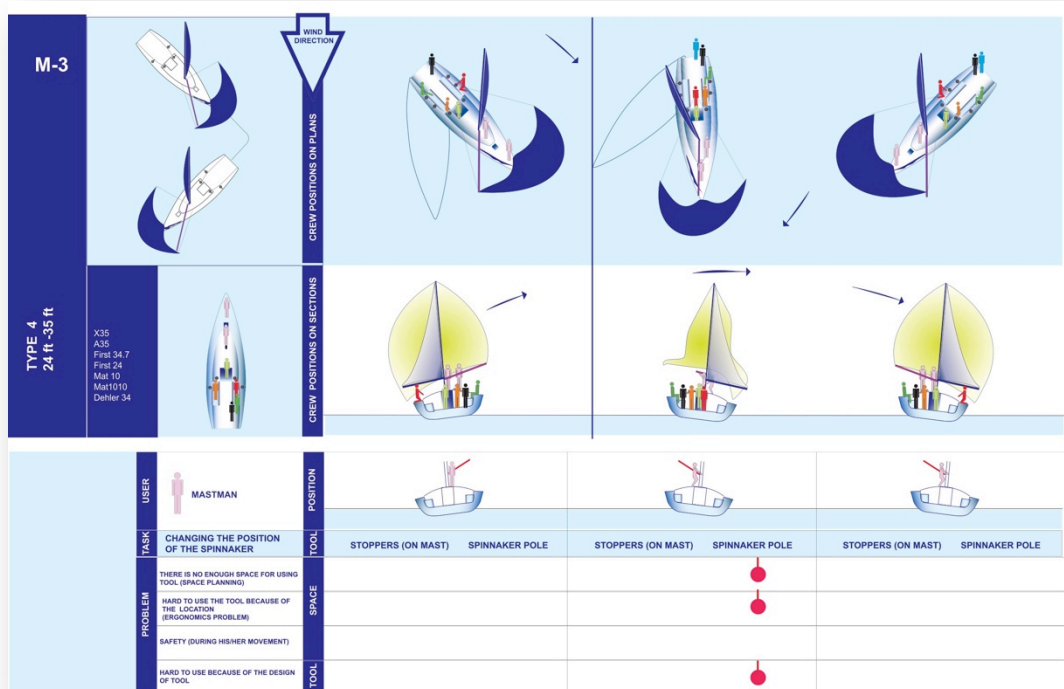 M-3
WIND
DIRECTION
CREW POSITIONS ON PLANS
TYPE 4
24 ft -35 ft
X35
A35
First 34.7
First 24
Mat 10
Mat1010
Dehler 34
CREW POSITIONS ON SECTIONS
USER
MASTMAN
POSITION
TASK
CHANGING THE POSITION
OF THE SPINNAKER
TOOL
STOPPERS (ON MAST) SPINNAKER POLE
STOPPERS (ON MAST) SPINNAKER POLE
STOPPERS (ON MAST) SPINNAKER POLE
PROBLEM
THERE IS NO ENOUGH SPACE FOR USING
TOOL (SPACE PLANNING)
HARD TO USE THE TOOL BECAUSE OF
THE LOCATION
(ERGONOMICS PROBLEM)
SPACE
SAFETY (DURING HIS/HER MOVEMENT)
HARD TO USE BECAUSE OF THE DESIGN
OF TOOL
TOOL